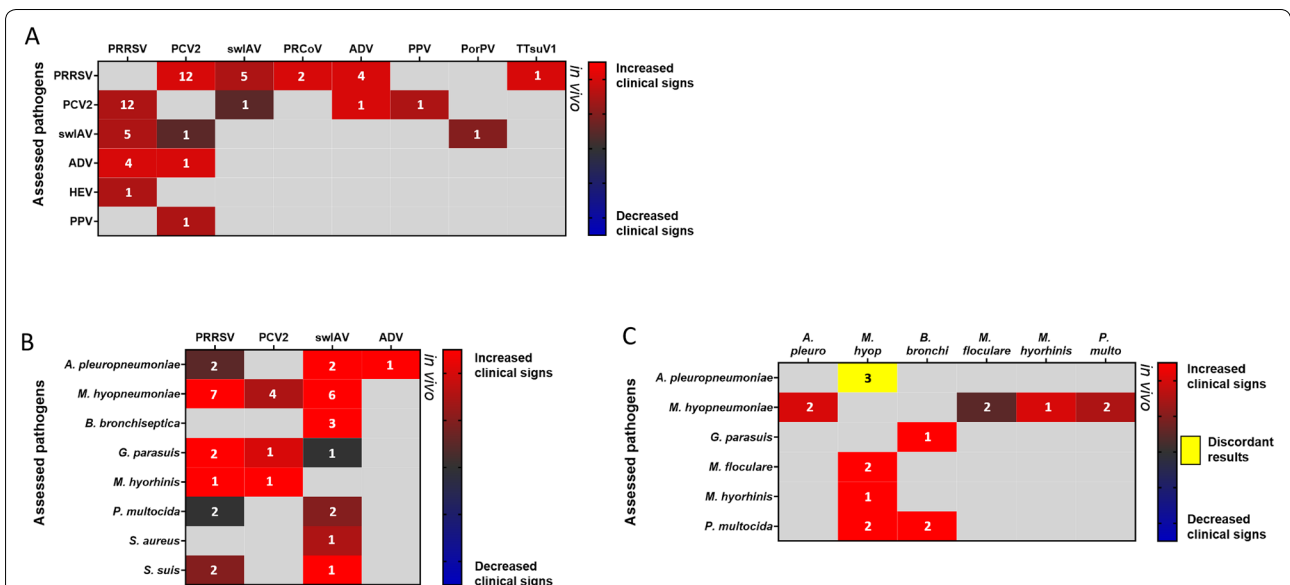 A
PRRSV PCV2 swIAV PRCoV ADV PPV PorPV TTsuV1
Assessed pathogens
PRRSV 12 5 2 4 1
PCV2 12 1 1 1
swIAV 5 1 1
ADV 4 1
HEV 1
PPV 1
in vivo
Increased
clinical signs
Decreased
clinical signs
B
PRRSV PCV2 swIAV ADV
Assessed pathogens
A. pleuropneumoniae 2 2 1
M. hyopneumoniae 7 4 6
B. bronchiseptica 3
G. parasuis 2 1 1
M. hyorhinis 1 1
P. multocida 2 2
S. aureus 1
S. suis 2 1
in vivo
Increased
clinical signs
Decreased
clinical signs
C
A. M. B. M. M. P.
pleuro hyop bronchi floculare hyorhinis multo
Assessed pathogens
A. pleuropneumoniae 3
M. hyopneumoniae 2 2 1 2
G. parasuis 1
M. floculare 2
M. hyorhinis 1
P. multocida 2 2
in vivo
Increased
clinical signs
Discordant
results
Decreased
clinical signs